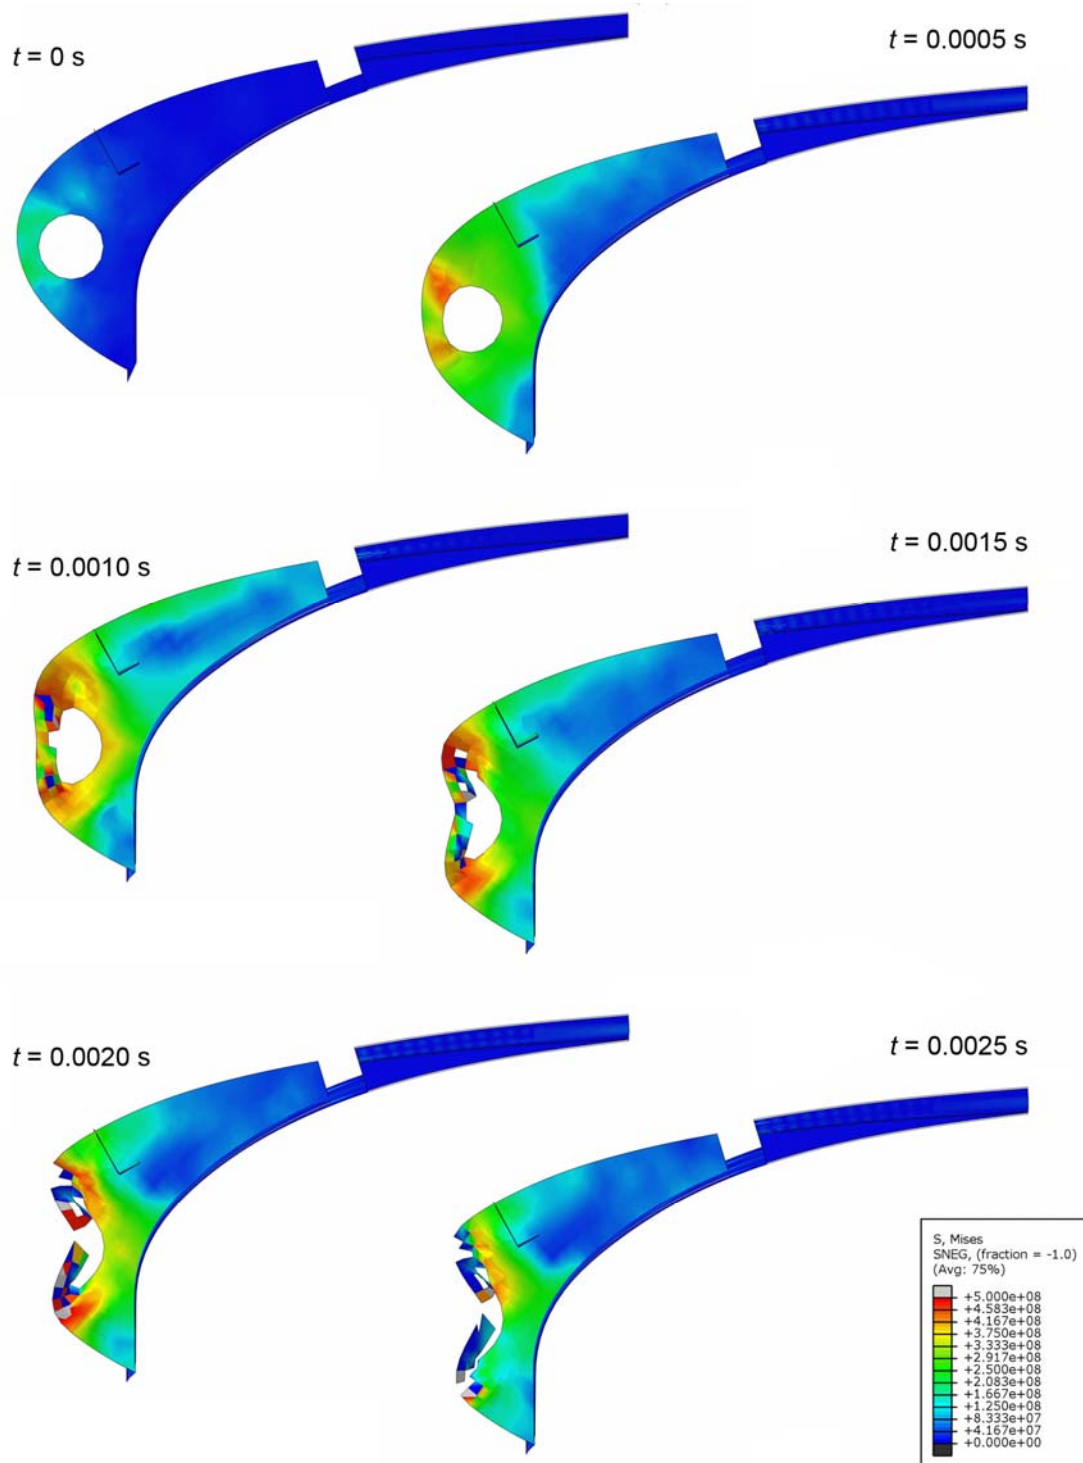 t = 0 s
t = 0.0005 s
t = 0.0010 s
t = 0.0015 s
t = 0.0020 s
t = 0.0025 s
S, Mises
SNEG, (fraction = -1.0)
(Avg: 75%)
+5.000e+08
+4.583e+08
+4.167e+08
+3.750e+08
+3.333e+08
+2.917e+08
+2.500e+08
+2.083e+08
+1.667e+08
+1.250e+08
+8.333e+07
+4.167e+07
+0.000e+00